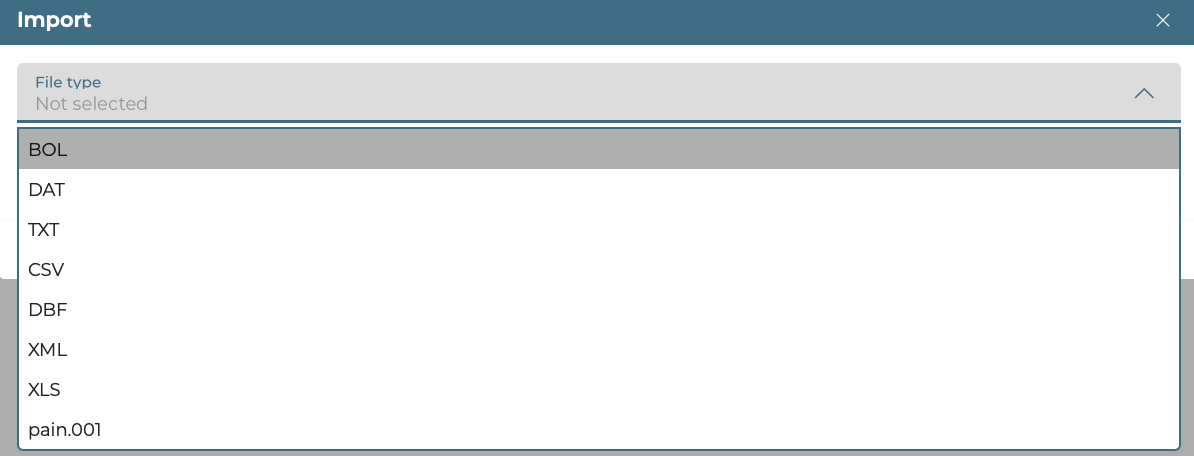 Import
File type
Not selected
BOL
DAT
TXT
CSV
DBF
XML
XLS
pain.001